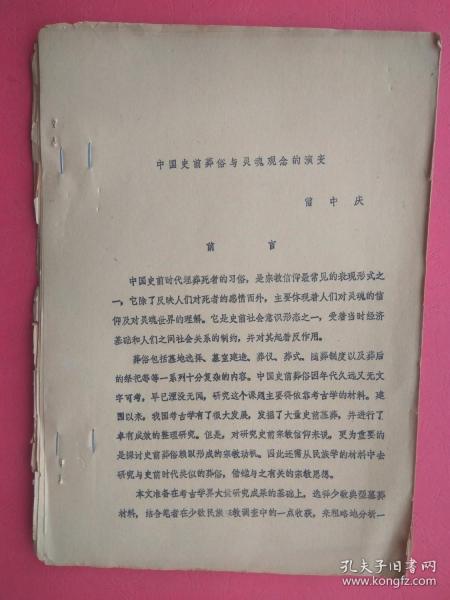 中国史前葬俗与灵魂观念的演变
中庆
前言
中国史前时代埋葬死者的习俗，是宗教信仰最常见的表现形式之
一，它除了反映人们对死者的感情而外，主要体现着人们对灵魂的信
仰及对灵魂世界的理解。它是史前社会意识形态之一，受着当时经济
基础和人们之间社会关系的制约，并对其起着反作用。
葬俗包括墓地选择、墓室建造、葬仪、葬式、随葬制度以及葬后
的祭祀等等一系列十分复杂的内容。中国史前葬俗因年代久远又无文
字可考，早已湮没无闻，研究这个课题主要得依靠考古学的材料。建
国以来，我国考古学有了很大发展，发掘了大量史前墓葬，并进行了
卓有成效的整理研究。但是，对研究史前宗教信仰来说，更为重要的
是探讨史前葬俗赖以形成的宗教动机。因此还需从民族学的材料中去
研究与史前时代类似的葬俗，借端与之有关的宗教思想。
本文准备在考古学界大量研究成果的基础上，选择少数典型墓葬
材料，结合笔者在少数民族宗教调查中的一点收获，来粗略地分析一
孔夫子旧书网
www.kongfz.com